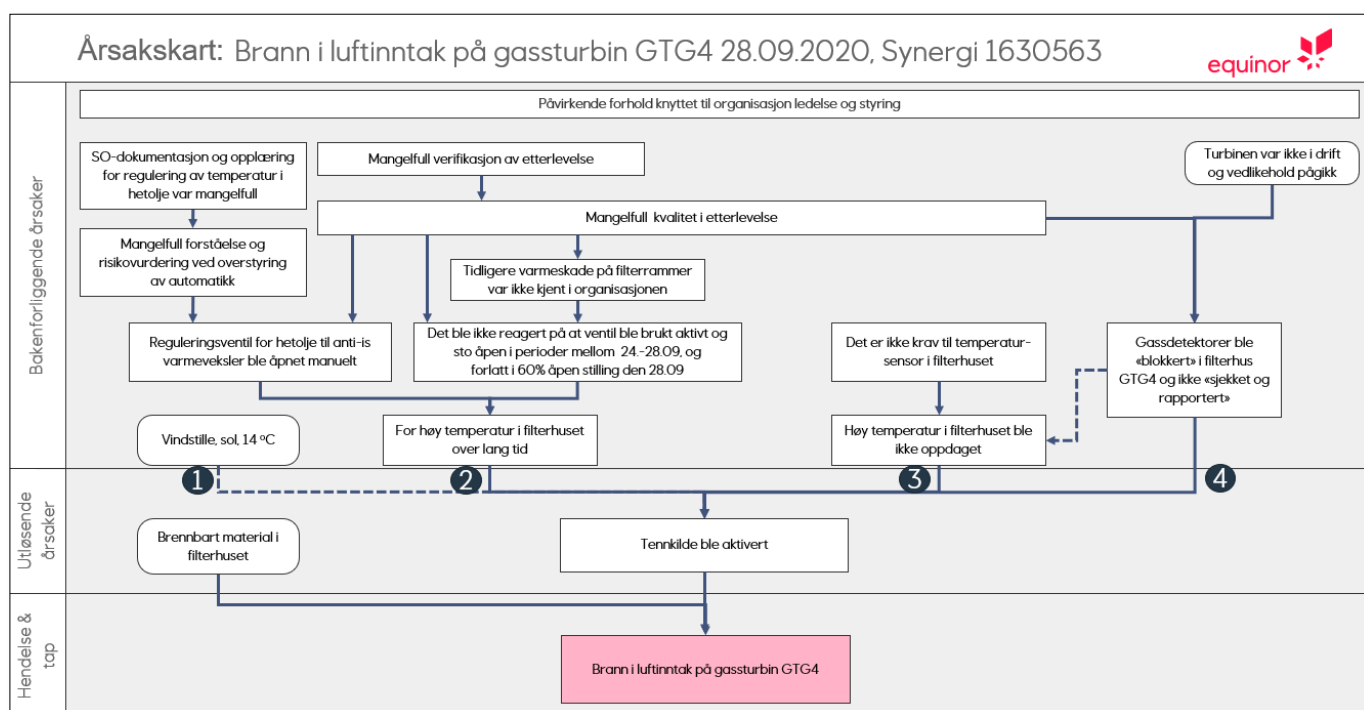 Årsakskart: Brann i luftinntak på gassturbin GTG4 28.09.2020, Synergi 1630563
equinor
Bakenforliggende årsaker
Påvirkende forhold knyttet til organisasjon ledelse og styring
SO-dokumentasjon og opplæring
for regulering av temperatur i
hetolje var mangelfull
Mangelfull verifikasjon av etterlevelse
Turbinen var ikke i drift
og vedlikehold pågikk
Mangelfull kvalitet i etterlevelse
Mangelfull forståelse og
risikovurdering ved overstyring
av automatikk
Tidligere varmeskade på filterrammer
var ikke kjent i organisasjonen
Reguleringsventil for hetolje til anti-is
varmeveksler ble åpnet manuelt
Det ble ikke reagert på at ventil ble brukt aktivt og
sto åpen i perioder mellom 24.-28.09, og
forlatt i 60% åpen stilling den 28.09
Det er ikke krav til temperatur-
sensor i filterhuset
Gassdetektorer ble
«blokkert» i filterhus
GTG4 og ikke «sjekket og
rapportert»
Vindstille, sol, 14 ºC
For høy temperatur i filterhuset
over lang tid
Høy temperatur i filterhuset ble
ikke oppdaget
1
2
3
4
Utløsende
årsaker
Brennbart material i
filterhuset
Tennkilde ble aktivert
Hendelse &
tap
Brann i luftinntak på gassturbin GTG4